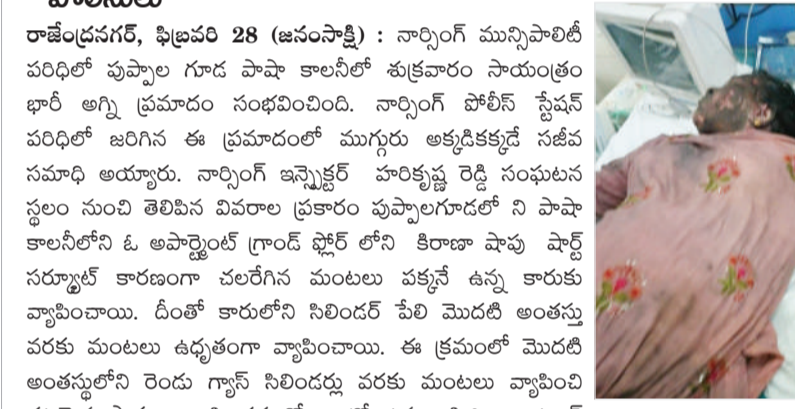 రాజేంద్రనగర్, ఫిబ్రవరి 28 (జనంసాక్షి) : నార్సింగ్ మున్సిపాలిటీ
పరిధిలో పుప్పాల గూడ పాషా కాలనీలో శుక్రవారం సాయంత్రం
భారీ అగ్ని ప్రమాదం సంభవించింది. నార్సింగ్ పోలీస్ స్టేషన్
పరిధిలో జరిగిన ఈ ప్రమాదంలో ముగ్గురు అక్కడికక్కడే సజీవ
సమాధి అయ్యారు. నార్సింగ్ ఇన్స్పెక్టర్ హరికృష్ణ రెడ్డి సంఘటన
స్థలం నుంచి తెలిపిన వివరాల ప్రకారం పుప్పాలగూడలో ని పాషా
కాలనీలోని ఓ అపార్ట్మెంట్ గ్రాండ్ ఫ్లోర్ లోని కిరాణా షాపు షార్ట్
సర్క్యూట్ కారణంగా చలరేగిన మంటలు పక్కనే ఉన్న కారుకు
వ్యాపించాయి. దీంతో కారులోని సిలిండర్ పేలి మొదటి అంతస్తు
వరకు మంటలు ఉధృతంగా వ్యాపించాయి. ఈ క్రమంలో మొదటి
అంతస్థులోని రెండు గ్యాస్ సిలిండర్లు వరకు మంటలు వ్యాపించి